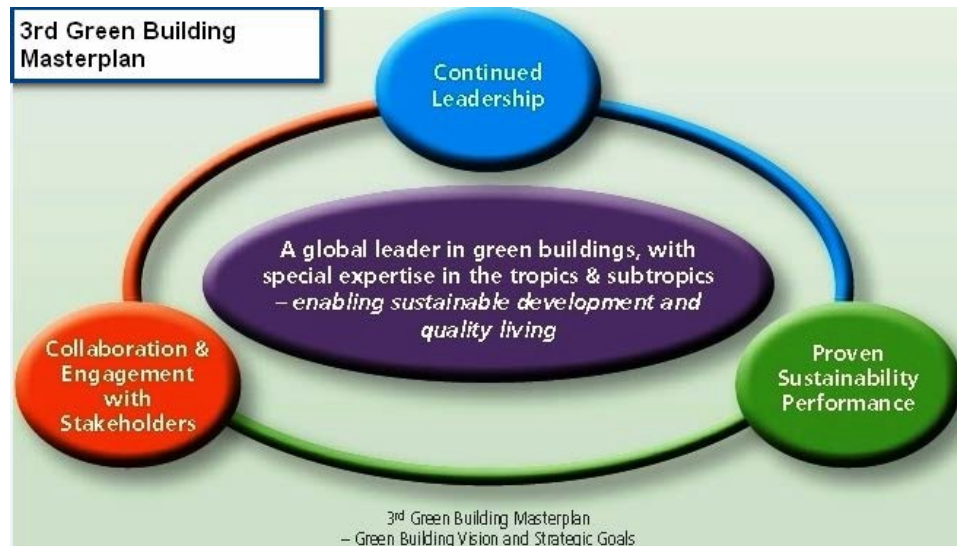 3rd Green Building
Masterplan
Continued
Leadership
A global leader in green buildings, with
special expertise in the tropics & subtropics
– enabling sustainable development and
quality living
Collaboration &
Engagement
with
Stakeholders
Proven
Sustainability
Performance
3rd Green Building Masterplan
– Green Building Vision and Strategic Goals